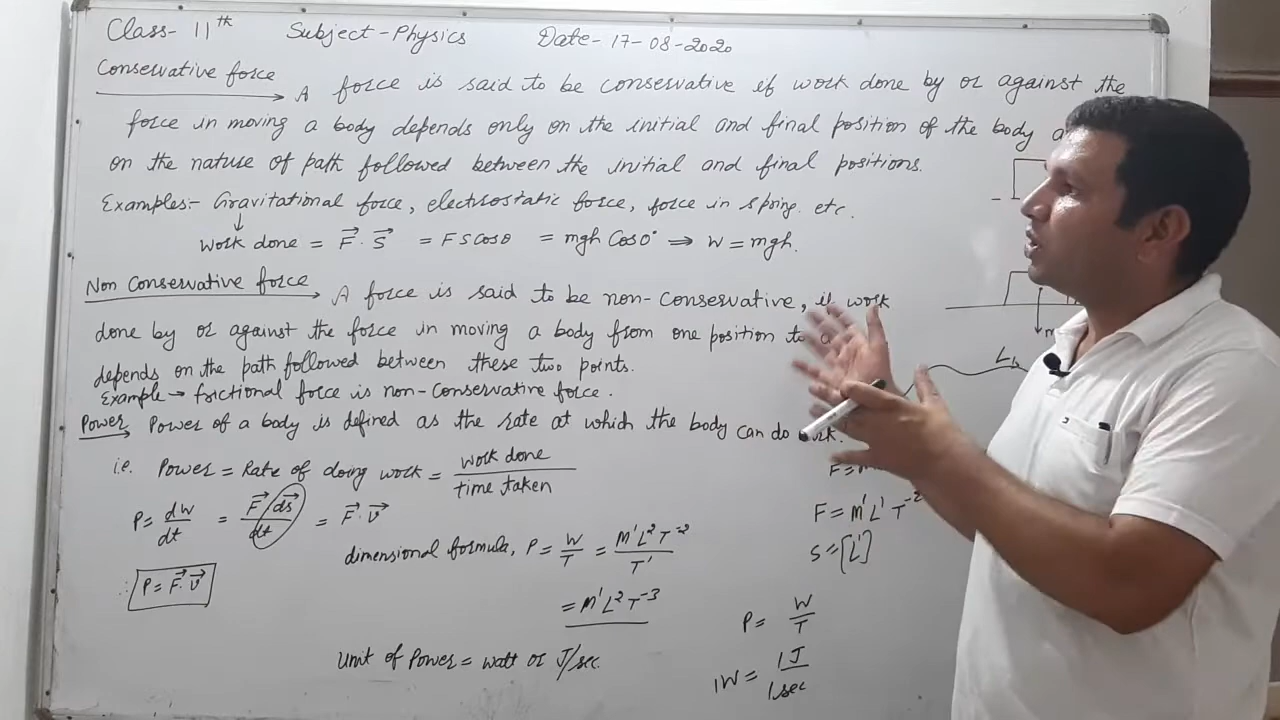 Class- 11th Subject-Physics Date- 17-08-2020
Conservative force → A force is said to be conservative if work done by or against the
force in moving a body depends only on the initial and final position of the body
on the nature of path followed between the initial and final positions.
Examples:- Gravitational force, electrostatic force, force in spring. etc.
↓
Work done = F⃗ . S⃗ = F S Cosθ = mgh Cos0° ⇒ W = mgh.
Non Conservative force → A force is said to be non-Conservative, if work
done by or against the force in moving a body from one position to
depends on the path followed between these two points.
Example → frictional force is non-Conservative force.
Power → Power of a body is defined as the rate at which the body can do work.
i.e. Power = Rate of doing work = work done / time taken
P = dW/dt = F⃗.ds⃗/dt = F⃗.v⃗
∴ P = F⃗.v⃗
dimensional formula, P = W/T = M¹L²T⁻²/T¹
= M¹L²T⁻³
Unit of Power = watt or J/sec.
F = M¹L¹T⁻²
S = [L¹]
P = W/T
1W = 1J/1sec